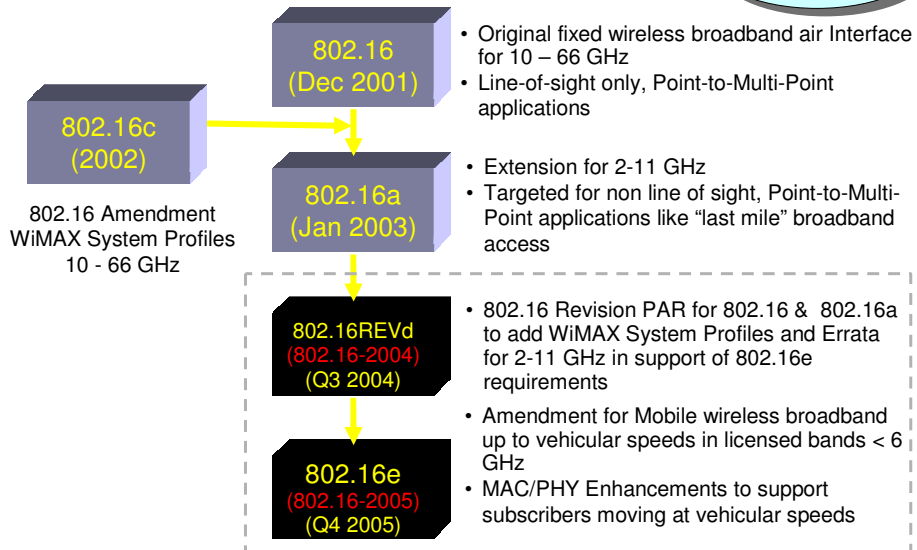 802.16
(Dec 2001)
• Original fixed wireless broadband air Interface
for 10 – 66 GHz
• Line-of-sight only, Point-to-Multi-Point
applications
802.16c
(2002)
802.16 Amendment
WiMAX System Profiles
10 - 66 GHz
802.16a
(Jan 2003)
• Extension for 2-11 GHz
• Targeted for non line of sight, Point-to-Multi-
Point applications like “last mile” broadband
access
802.16REVd
(802.16-2004)
(Q3 2004)
• 802.16 Revision PAR for 802.16 & 802.16a
to add WiMAX System Profiles and Errata
for 2-11 GHz in support of 802.16e
requirements
802.16e
(802.16-2005)
(Q4 2005)
• Amendment for Mobile wireless broadband
up to vehicular speeds in licensed bands < 6
GHz
• MAC/PHY Enhancements to support
subscribers moving at vehicular speeds